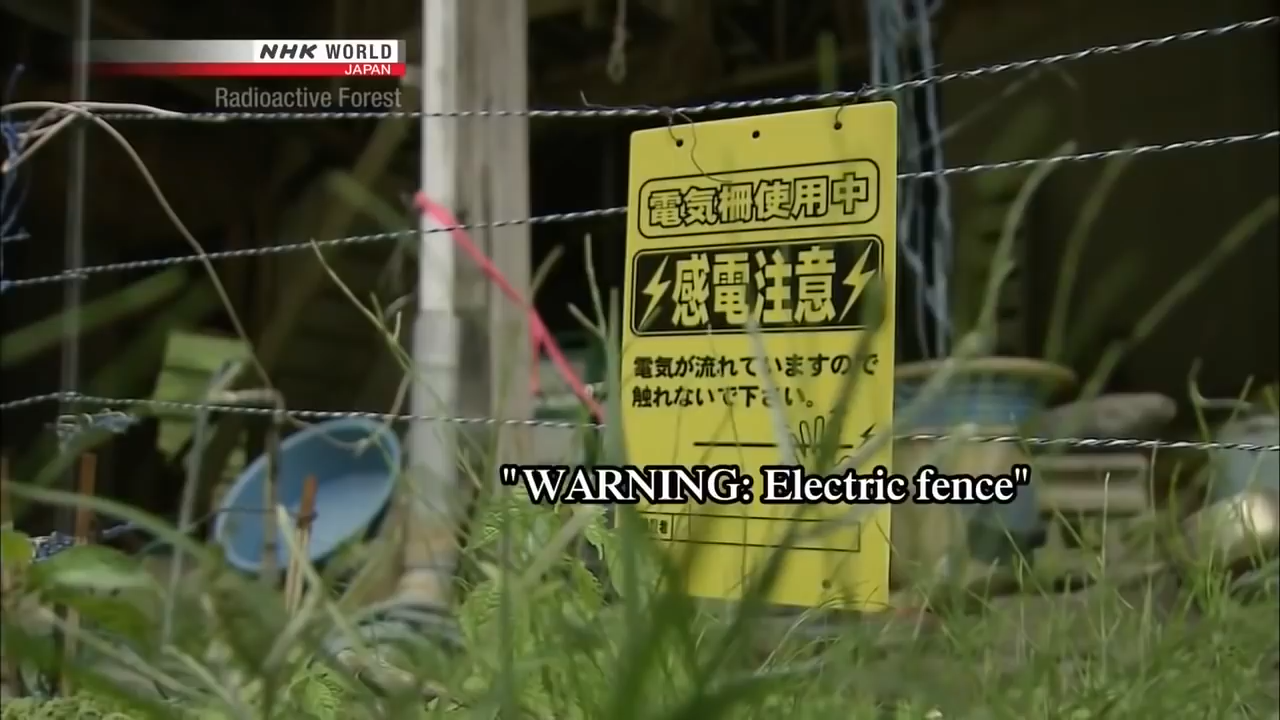 NHK WORLD
JAPAN
Radioactive Forest
電気柵使用中
感電注意
電気が流れていますので
触れないで下さい。
"WARNING: Electric fence"